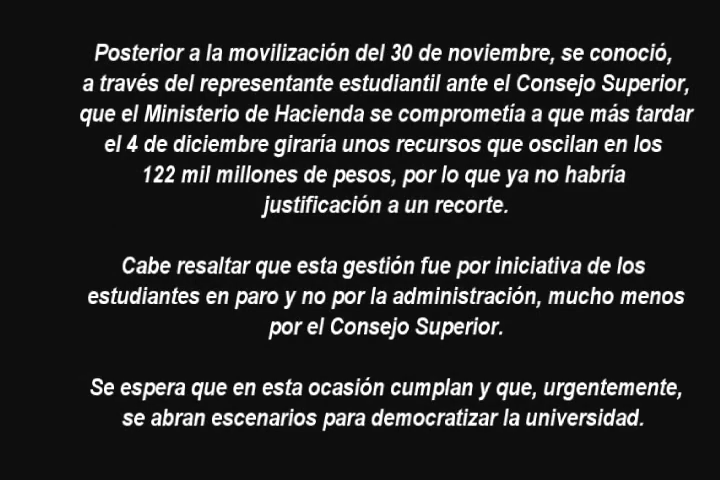 Posterior a la movilización del 30 de noviembre, se conoció,
a través del representante estudiantil ante el Consejo Superior,
que el Ministerio de Hacienda se comprometía a que más tardar
el 4 de diciembre giraría unos recursos que oscilan en los
122 mil millones de pesos, por lo que ya no habría
justificación a un recorte.
Cabe resaltar que esta gestión fue por iniciativa de los
estudiantes en paro y no por la administración, mucho menos
por el Consejo Superior.
Se espera que en esta ocasión cumplan y que, urgentemente,
se abran escenarios para democratizar la universidad.